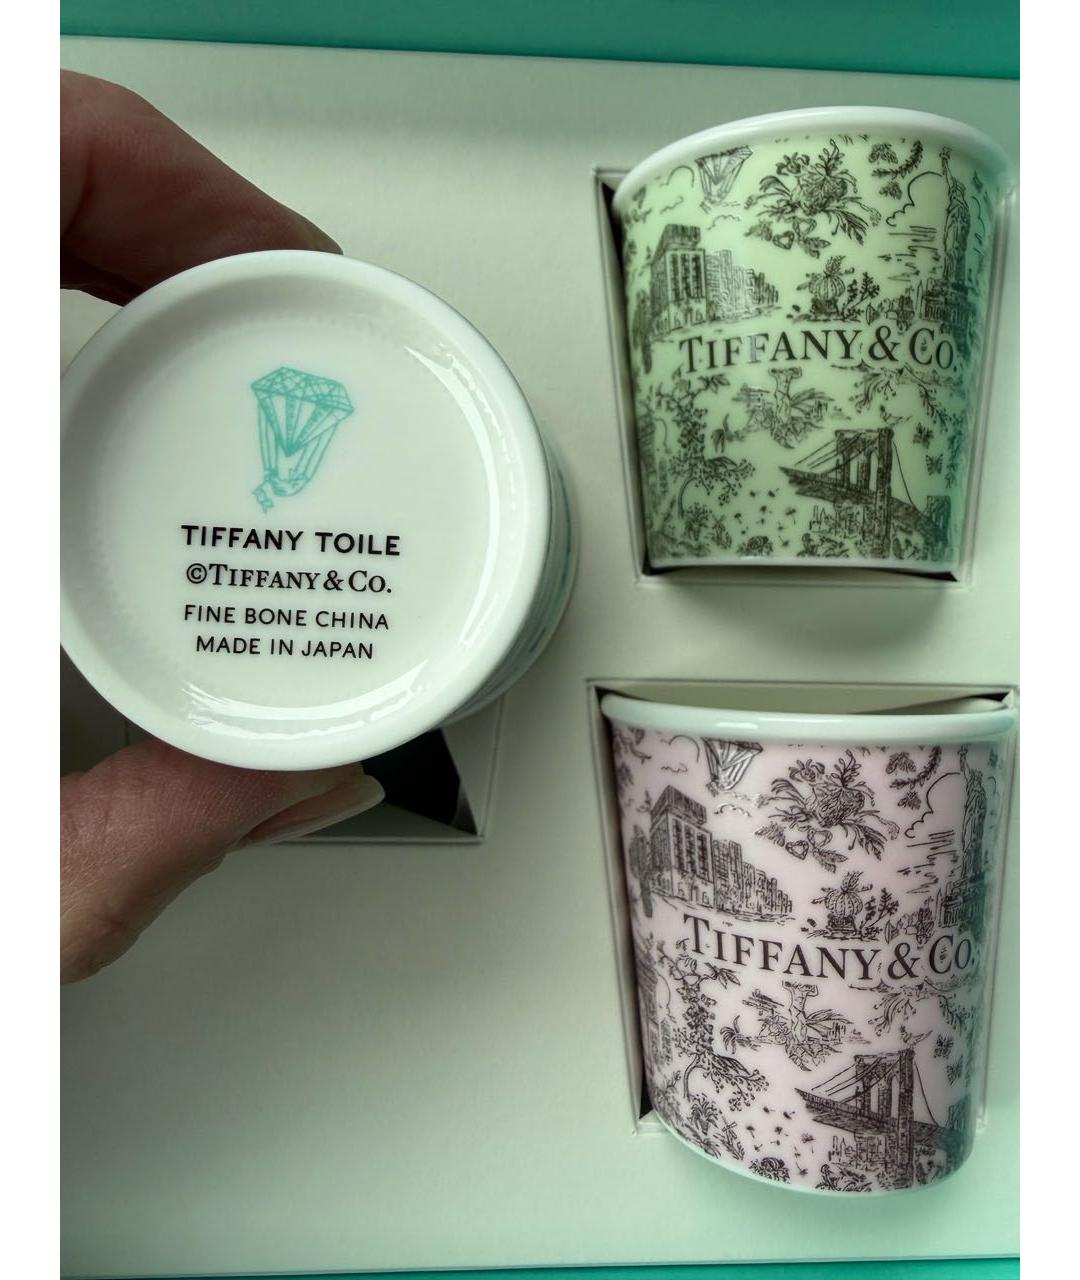 TIFFANY TOILE
©TIFFANY & CO.
FINE BONE CHINA
MADE IN JAPAN
TIFFANY & CO.
TIFFANY & CO.